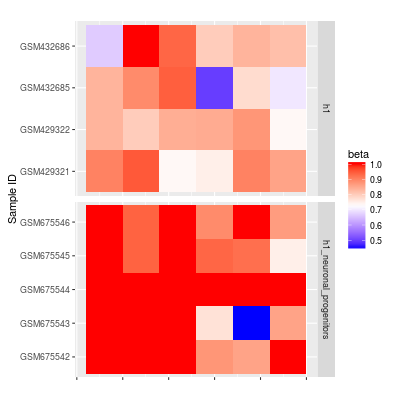 GSM432686
GSM432685
GSM429322
GSM429321
h1
GSM675546
GSM675545
GSM675544
GSM675543
GSM675542
h1_neuronal_progenitors
Sample ID
beta
1.0
0.9
0.8
0.7
0.6
0.5